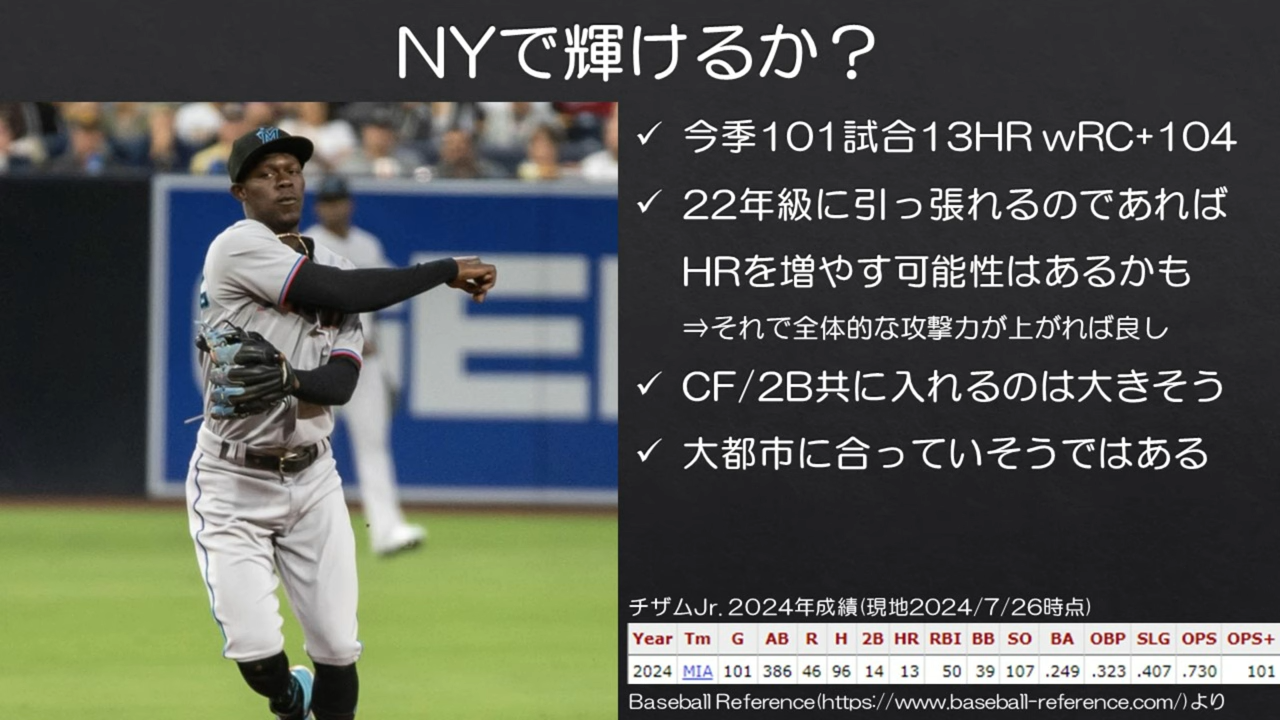 NYで輝けるか？
✓ 今季101試合13HR wRC+104
✓ 22年級に引っ張れるのであれば
HRを増やす可能性はあるかも
⇒それで全体的な攻撃力が上がれば良し
✓ CF/2B共に入れるのは大きそう
✓ 大都市に合っていそうではある
チザムJr. 2024年成績(現地2024/7/26時点)
Year Tm G AB R H 2B HR RBI BB SO BA OBP SLG OPS OPS+
2024 MIA 101 386 46 96 14 13 50 39 107 .249 .323 .407 .730 101
Baseball Reference(https://www.baseball-reference.com/)より